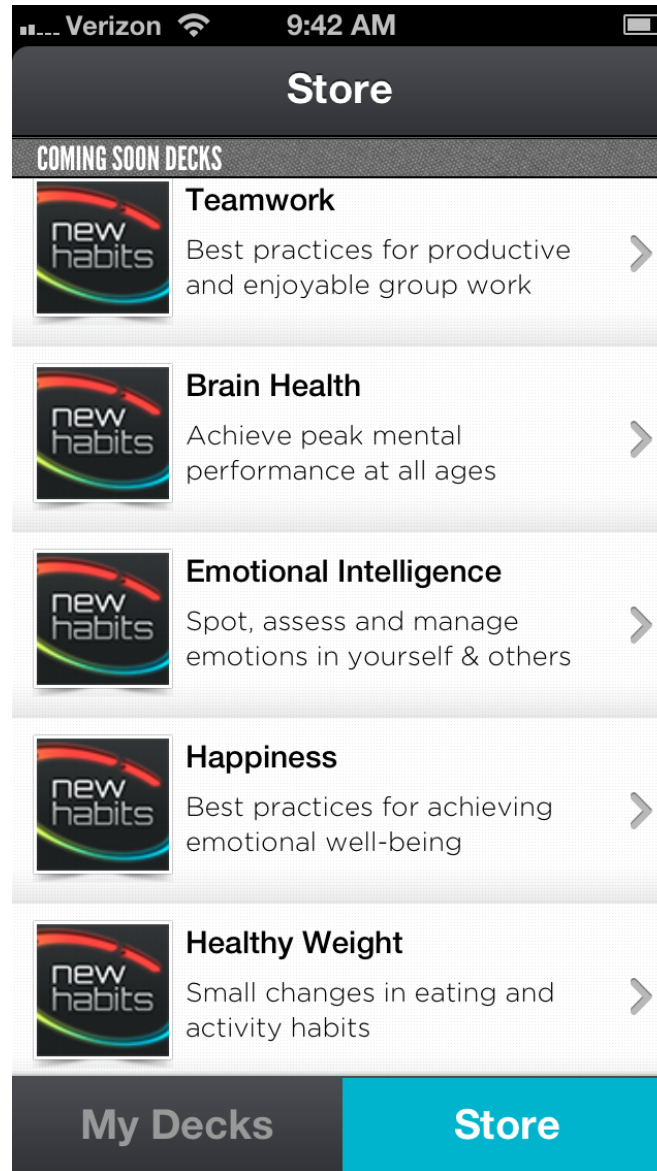 Verizon 9:42 AM
Store
COMING SOON DECKS
Teamwork
new
habits
Best practices for productive
and enjoyable group work
Brain Health
new
habits
Achieve peak mental
performance at all ages
Emotional Intelligence
new
habits
Spot, assess and manage
emotions in yourself & others
Happiness
new
habits
Best practices for achieving
emotional well-being
Healthy Weight
new
habits
Small changes in eating and
activity habits
My Decks Store